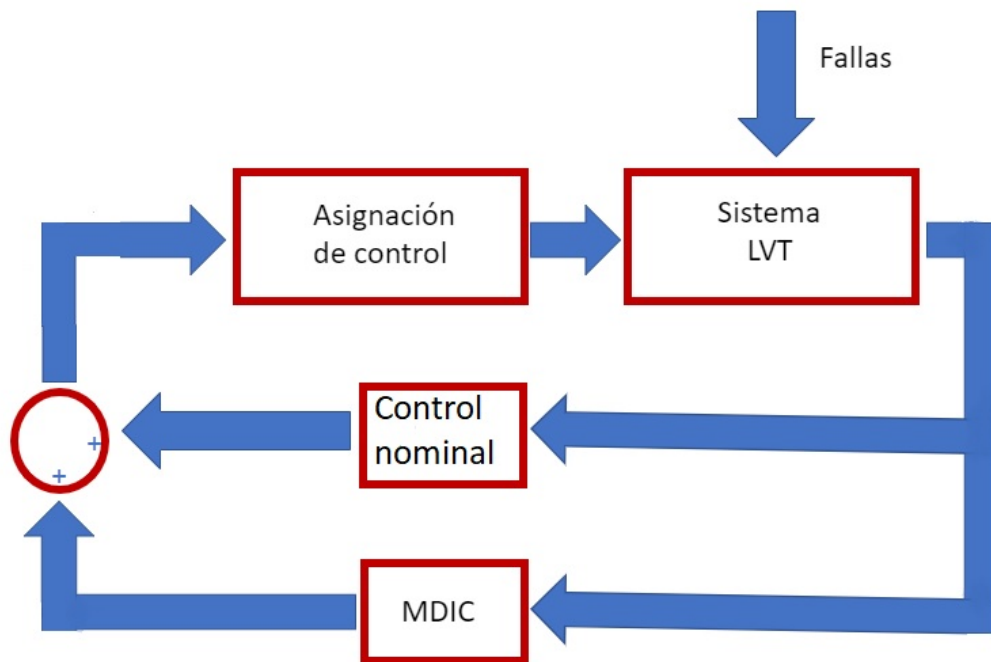 Fallas
Asignación
de control
Sistema
LVT
Control
nominal
+
+
MDIC